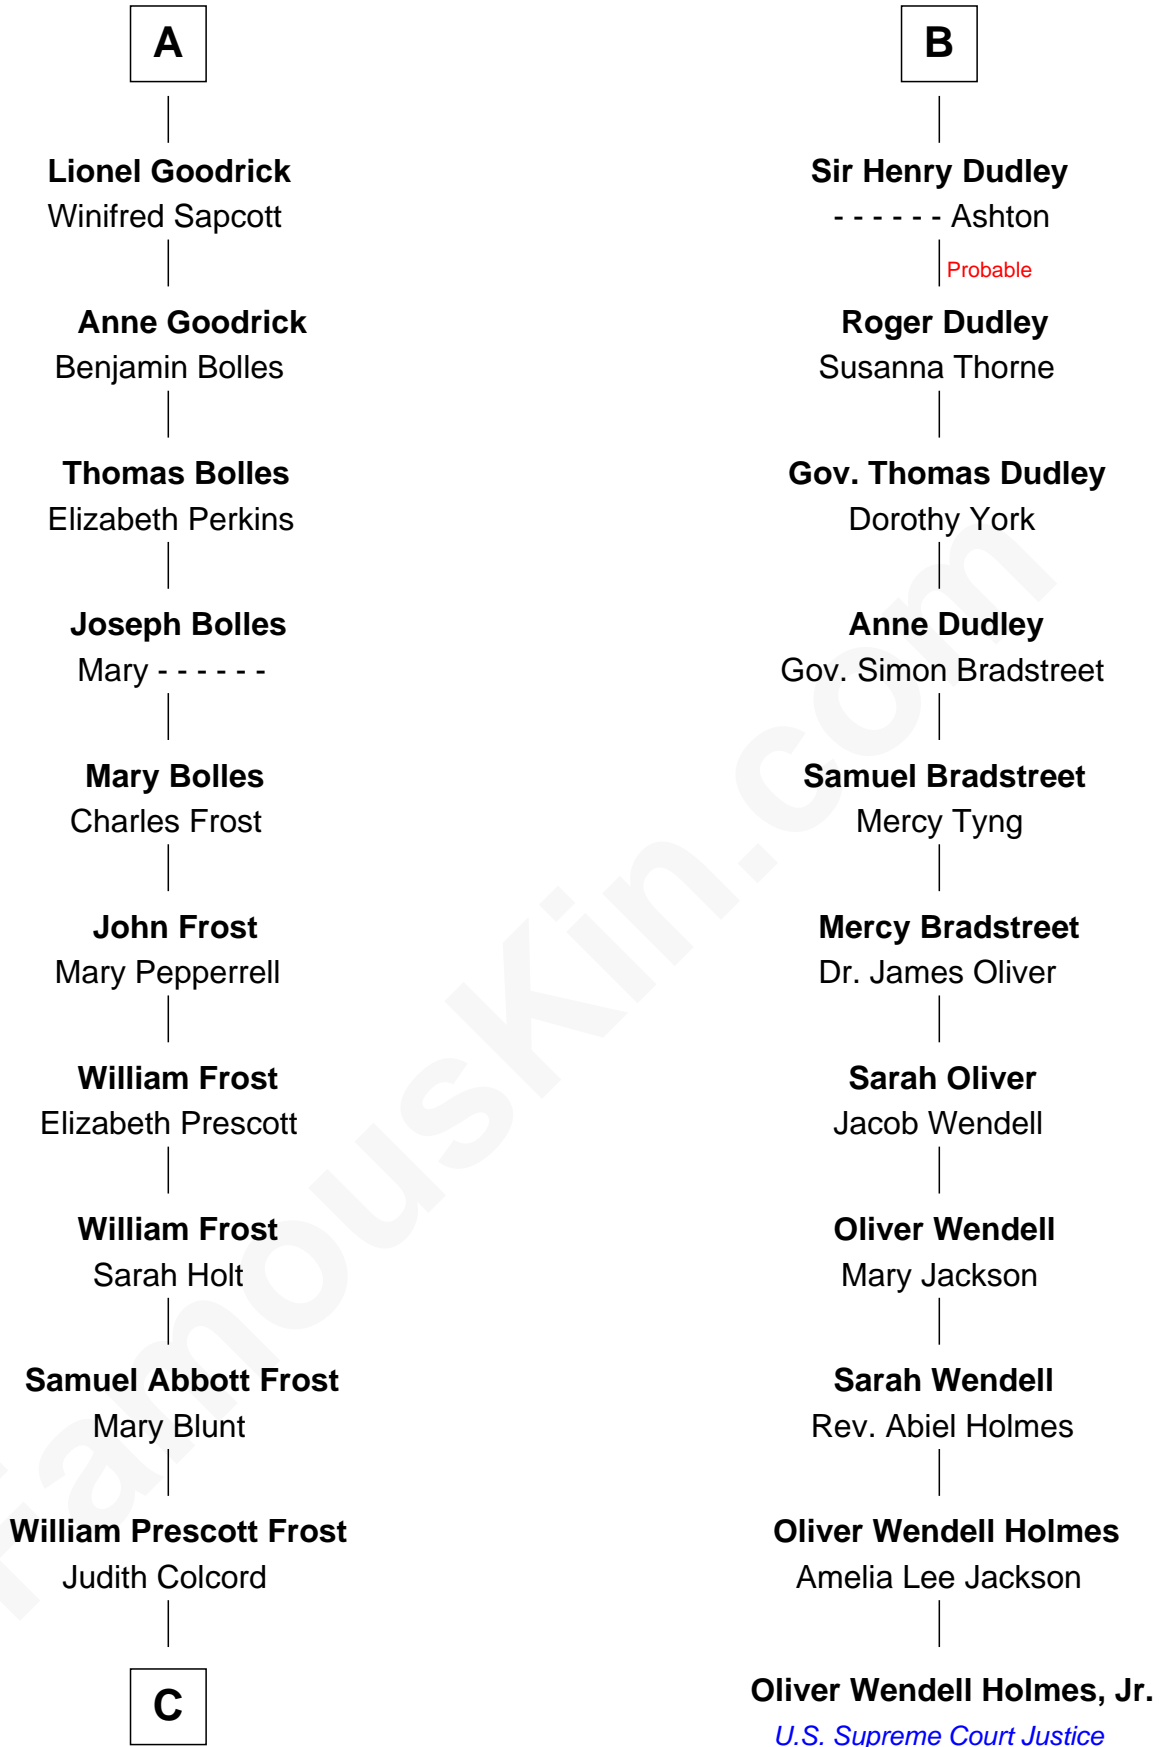 A
Lionel Goodrick
Winifred Sapcott
Anne Goodrick
Benjamin Bolles
Thomas Bolles
Elizabeth Perkins
Joseph Bolles
Mary - - - - - -
Mary Bolles
Charles Frost
John Frost
Mary Pepperrell
William Frost
Elizabeth Prescott
William Frost
Sarah Holt
Samuel Abbott Frost
Mary Blunt
William Prescott Frost
Judith Colcord
C
B
Sir Henry Dudley
- - - - - - Ashton
Probable
Roger Dudley
Susanna Thorne
Gov. Thomas Dudley
Dorothy York
Anne Dudley
Gov. Simon Bradstreet
Samuel Bradstreet
Mercy Tyng
Mercy Bradstreet
Dr. James Oliver
Sarah Oliver
Jacob Wendell
Oliver Wendell
Mary Jackson
Sarah Wendell
Rev. Abiel Holmes
Oliver Wendell Holmes
Amelia Lee Jackson
Oliver Wendell Holmes, Jr.
U.S. Supreme Court Justice
FamousKin.com